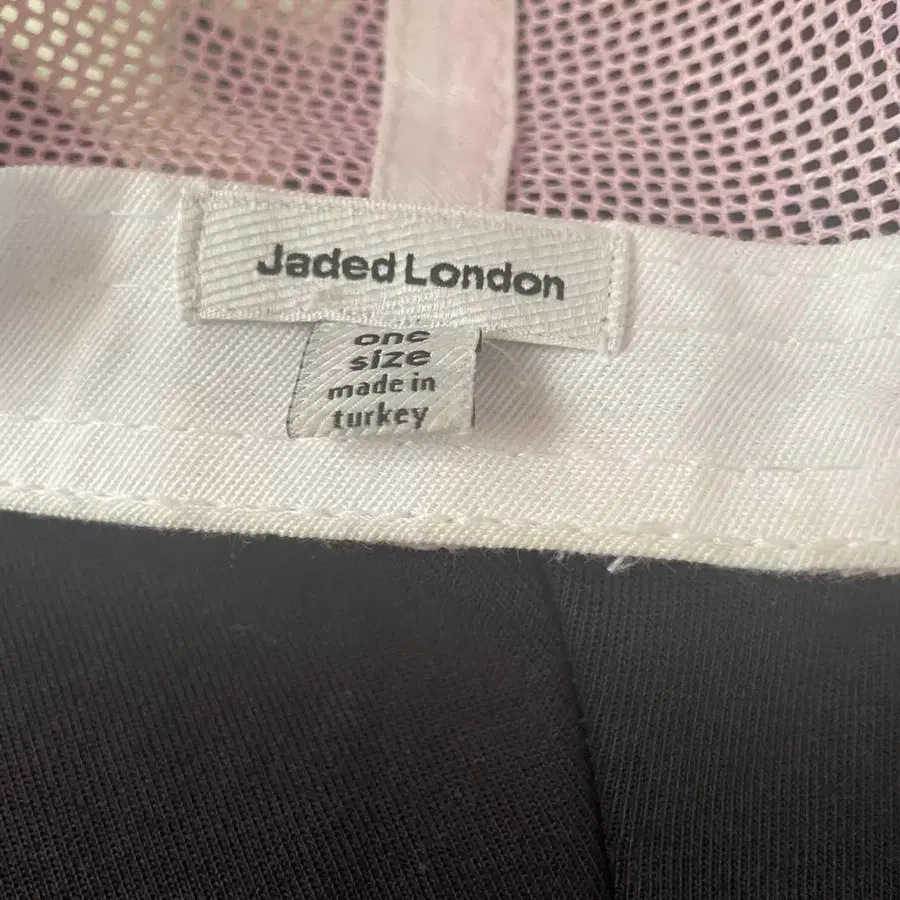 Jaded London
one
size
made in
turkey